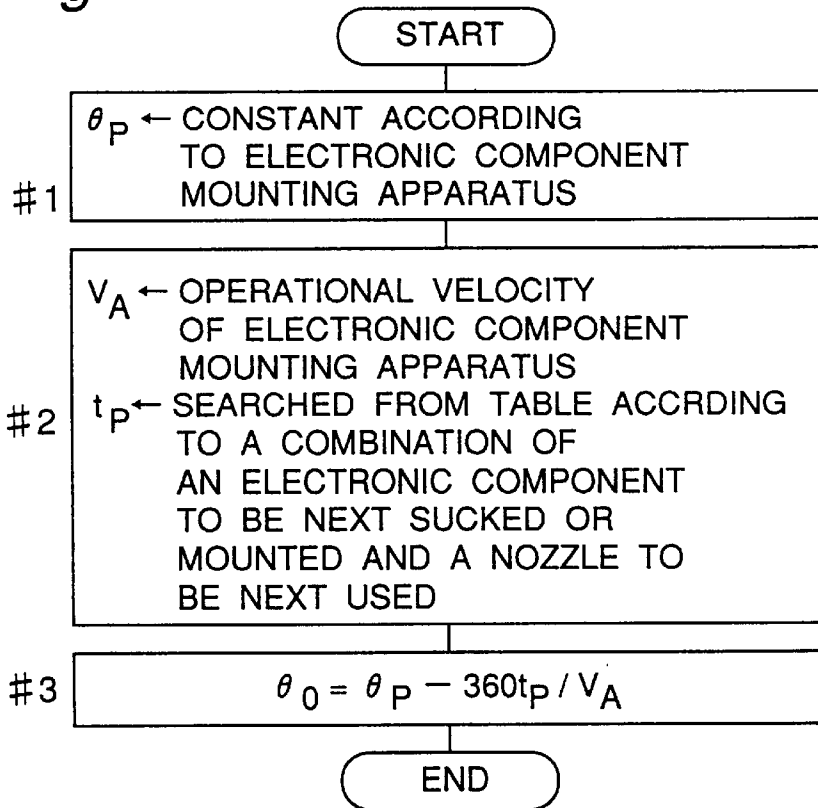 START
θP ← CONSTANT ACCORDING
TO ELECTRONIC COMPONENT
MOUNTING APPARATUS
#1
VA ← OPERATIONAL VELOCITY
OF ELECTRONIC COMPONENT
MOUNTING APPARATUS
#2
tP ← SEARCHED FROM TABLE ACCRDING
TO A COMBINATION OF
AN ELECTRONIC COMPONENT
TO BE NEXT SUCKED OR
MOUNTED AND A NOZZLE TO
BE NEXT USED
#3
θ0 = θP − 360tP / VA
END